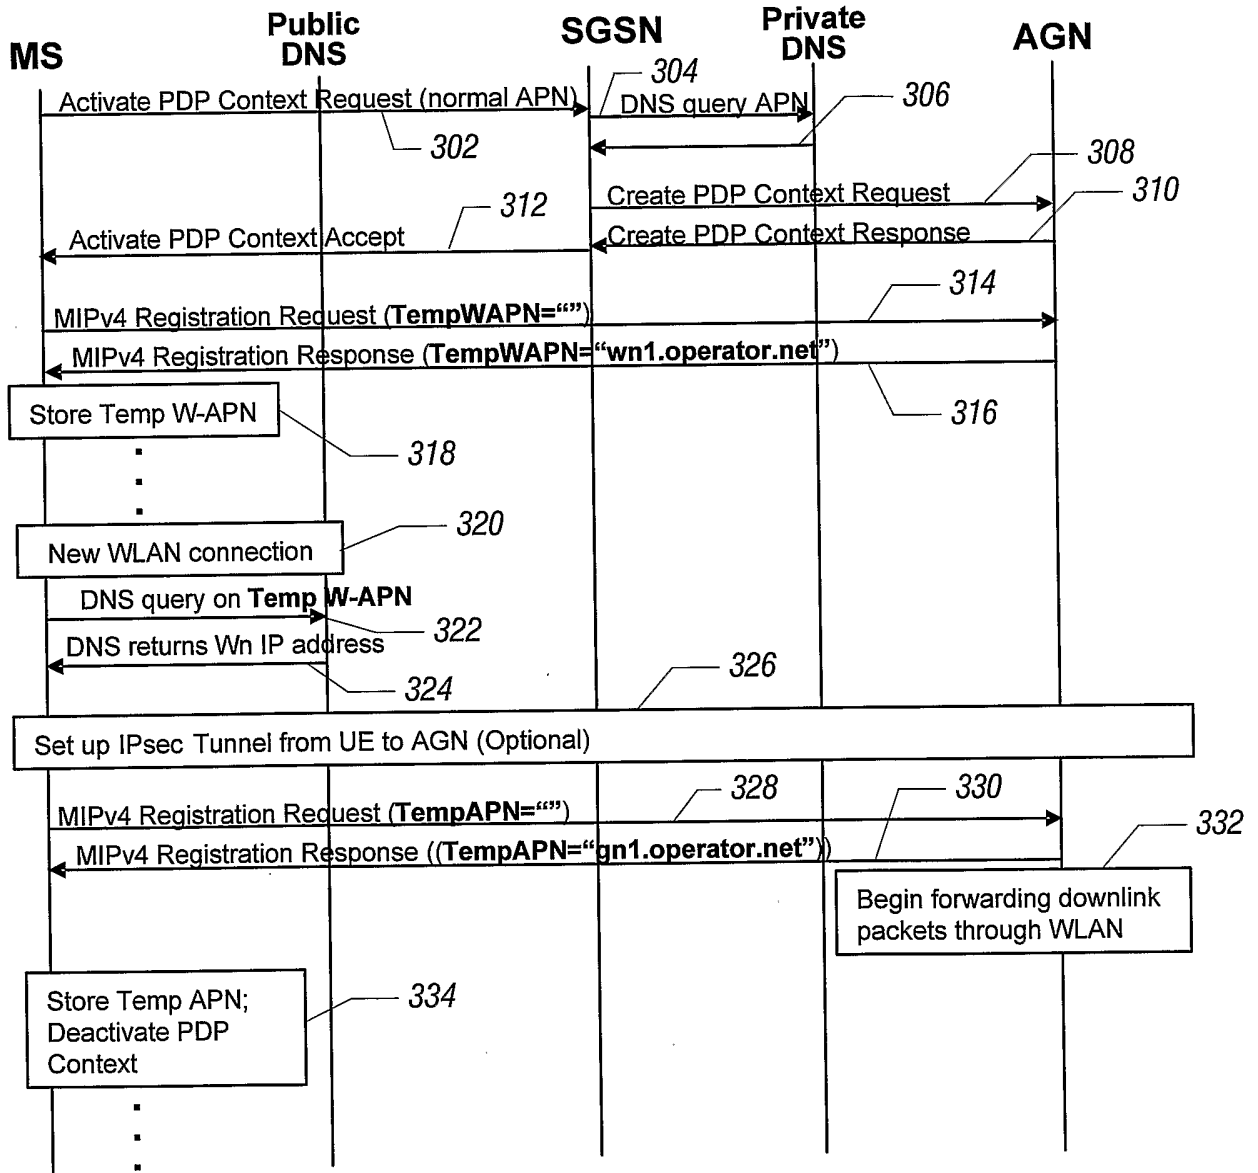 MS
Public
DNS
SGSN
Private
DNS
AGN
Activate PDP Context Request (normal APN)
302
304
DNS query APN
306
Create PDP Context Request
308
Create PDP Context Response
310
312
Activate PDP Context Accept
MIPv4 Registration Request (TempWAPN=“”)
314
MIPv4 Registration Response (TempWAPN=“wn1.operator.net”)
316
Store Temp W-APN
318
New WLAN connection
320
DNS query on Temp W-APN
322
DNS returns Wn IP address
324
326
Set up IPsec Tunnel from UE to AGN (Optional)
MIPv4 Registration Request (TempAPN=“”)
328
330
MIPv4 Registration Response ((TempAPN=“gn1.operator.net”))
332
Begin forwarding downlink
packets through WLAN
Store Temp APN;
Deactivate PDP
Context
334